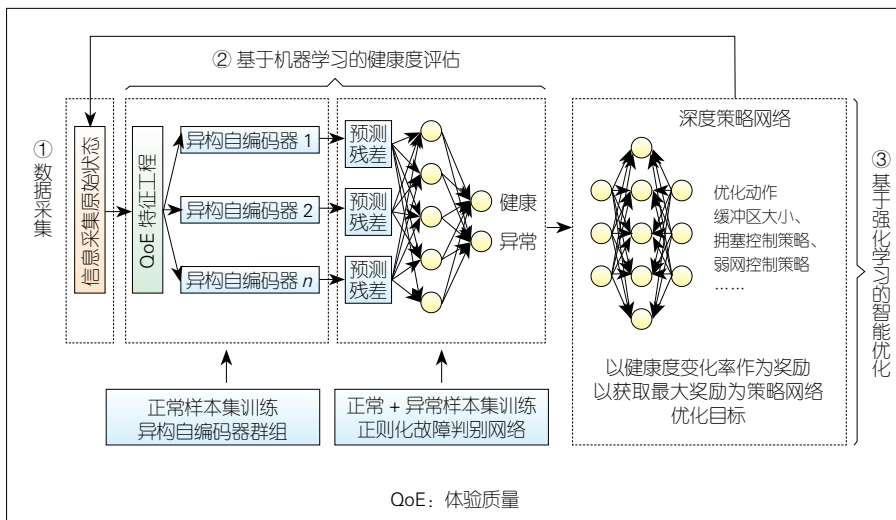 ② 基于机器学习的健康度评估
① 数据采集
信息采集原始状态
QoE 特征工程
异构自编码器 1
异构自编码器 2
异构自编码器 n
预测
残差
预测
残差
预测
残差
健康
异常
深度策略网络
优化动作
缓冲区大小、
拥塞控制策略、
弱网控制策略
……
以健康度变化率作为奖励
以获取最大奖励为策略网络
优化目标
③ 基于强化学习的智能优化
正常样本集训练
异构自编码器群组
正常 + 异常样本集训练
正则化故障判别网络
QoE：体验质量